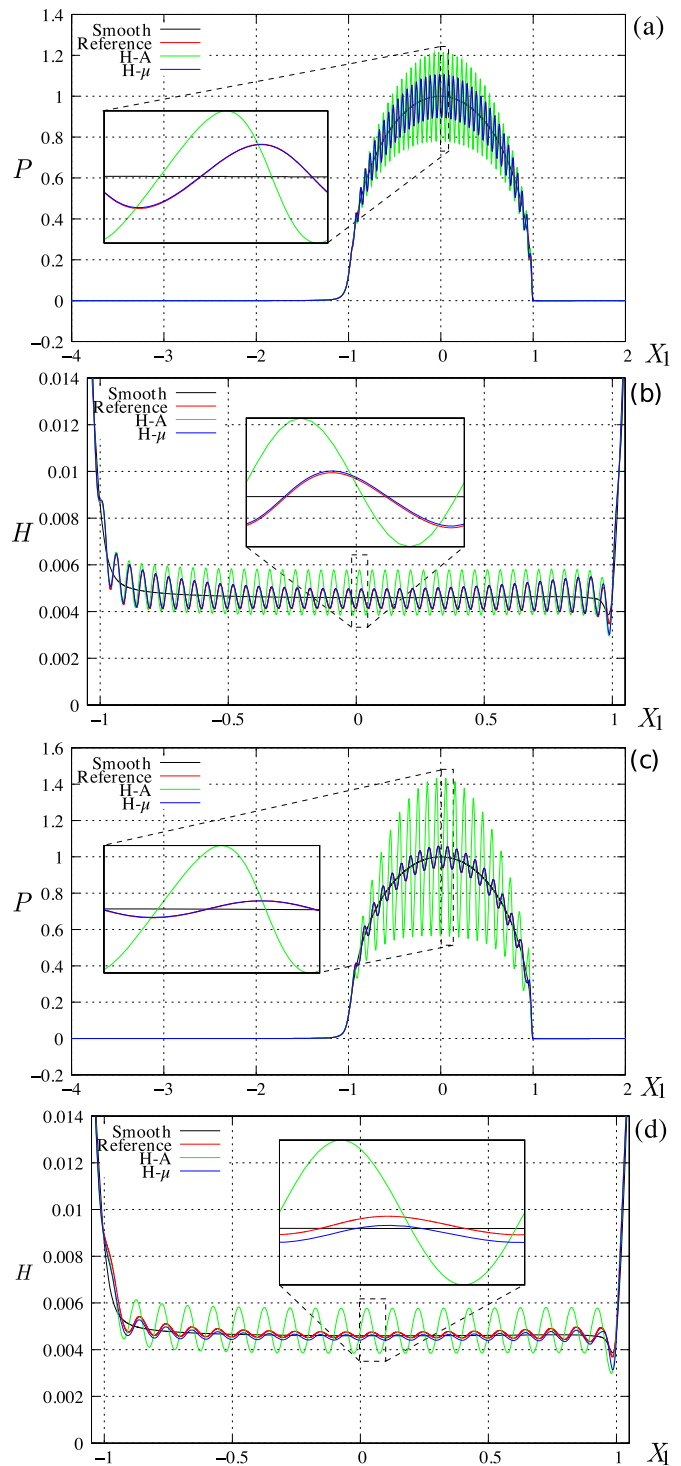 (a)
Smooth
Reference
H-A
H-μ
P
1.4
1.2
1
0.8
0.6
0.4
0.2
0
−0.2
−4 −3 −2 −1 0 1 2
X1
(b)
Smooth
Reference
H-A
H-μ
H
0.014
0.012
0.01
0.008
0.006
0.004
0.002
0
−1 −0.5 0 0.5 1
X1
(c)
Smooth
Reference
H-A
H-μ
P
1.6
1.4
1.2
1
0.8
0.6
0.4
0.2
0
−0.2
−4 −3 −2 −1 0 1 2
X1
(d)
Smooth
Reference
H-A
H-μ
H
0.014
0.012
0.01
0.008
0.006
0.004
0.002
0
−1 −0.5 0 0.5 1
X1